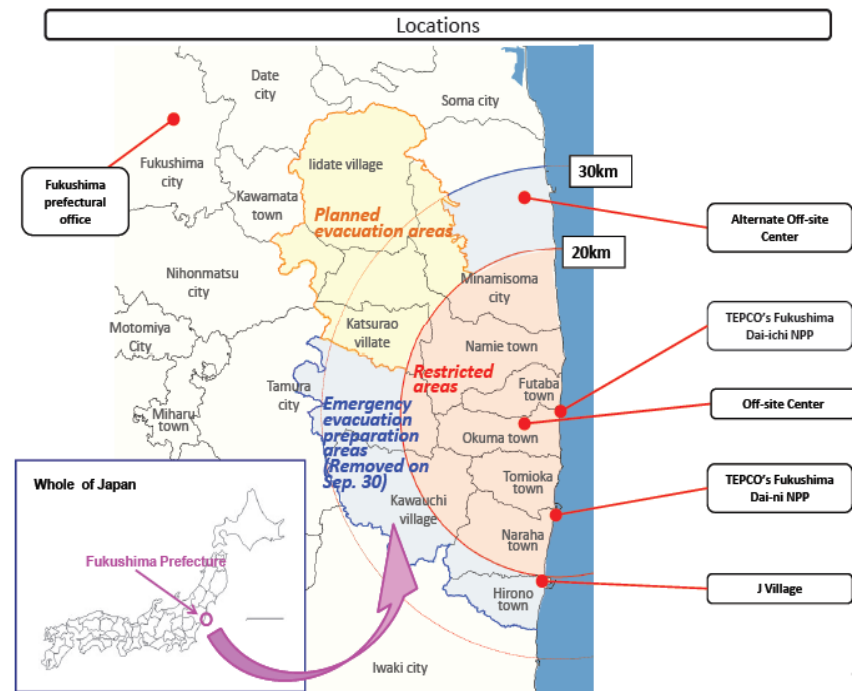 Locations
Date
city
Soma city
Fukushima
city
Fukushima
prefectural
office
Iidate village
Kawamata
town
30km
Planned
evacuation areas
Alternate Off-site
Center
20km
Nihonmatsu
city
Minamisoma
city
Motomiya
City
Katsurao
villate
Namie town
TEPCO's Fukushima
Dai-ichi NPP
Restricted
areas
Futaba
town
Tamura
city
Miharu
town
Emergency
evacuation
preparation
areas
(Removed on
Sep. 30)
Okuma town
Off-site Center
Tomioka
town
TEPCO's Fukushima
Dai-ni NPP
Kawauchi
village
Naraha
town
Hirono
town
J Village
Iwaki city
Whole of Japan
Fukushima Prefecture